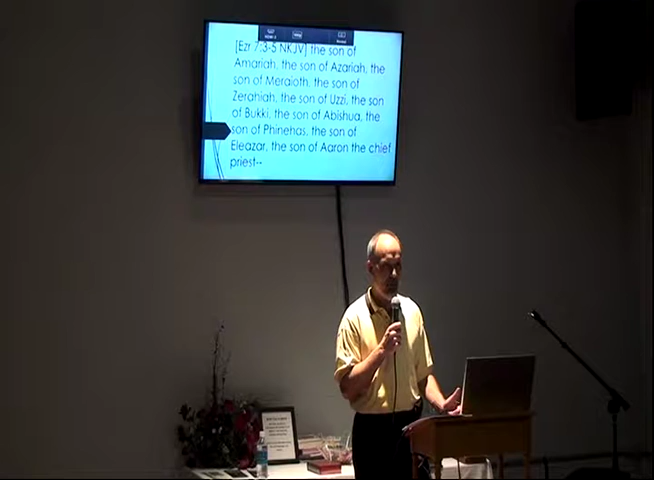 [Ezr 7:3-5 NKJV] the son of
Amariah, the son of Azariah, the
son of Meraioth, the son of
Zerahiah, the son of Uzzi, the son
of Bukki, the son of Abishua, the
son of Phinehas, the son of
Eleazar, the son of Aaron the chief
priest--